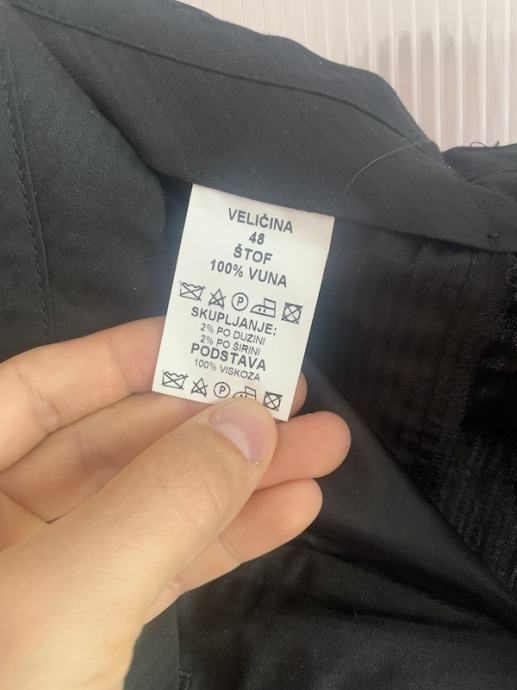 VELIČINA
48
ŠTOF
100% VUNA
P
SKUPLJANJE:
2% PO DUZINI
2% PO ŠIRINI
PODSTAVA
100% VISKOZA
P